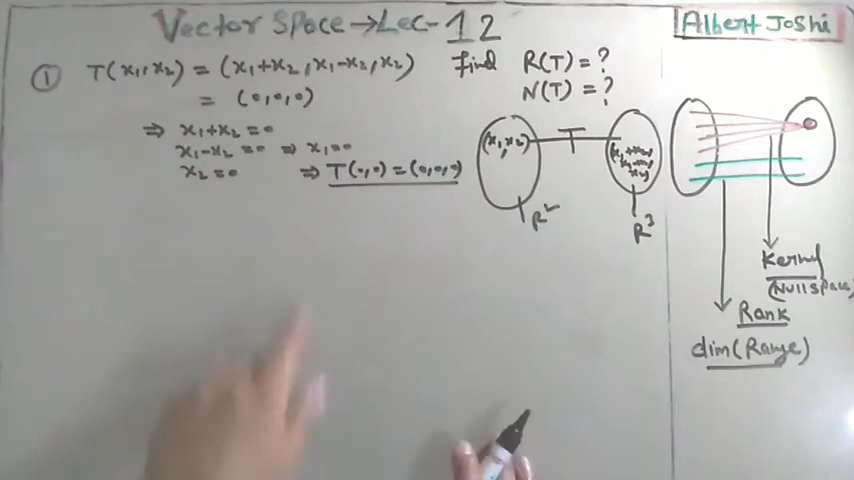 Vector Space → Lec-12
Albert Joshi
① T(x₁,x₂) = (x₁+x₂, x₁-x₂, x₂) find R(T) = ?
= (0,0,0) N(T) = ?
⇒ x₁+x₂ = 0
x₁-x₂ = 0 ⇒ x₁=0
x₂ = 0 ⇒ T(0,0) = (0,0,0)
(x₁,x₂) T
R²
R³
Kernel
(Null space)
Rank
dim(Range)